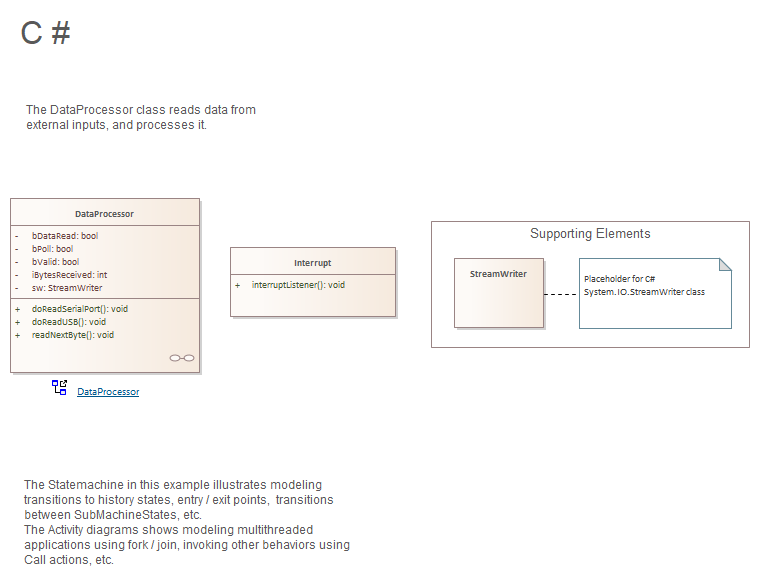 C #
The DataProcessor class reads data from
external inputs, and processes it.
DataProcessor
- bDataRead: bool
- bPoll: bool
- bValid: bool
- iBytesReceived: int
- sw: StreamWriter
+ doReadSerialPort(): void
+ doReadUSB(): void
+ readNextByte(): void
DataProcessor
Interrupt
+ interruptListener(): void
Supporting Elements
StreamWriter
Placeholder for C#
System.IO.StreamWriter class
The Statemachine in this example illustrates modeling
transitions to history states, entry / exit points, transitions
between SubMachineStates, etc.
The Activity diagrams shows modeling multithreaded
applications using fork / join, invoking other behaviors using
Call actions, etc.